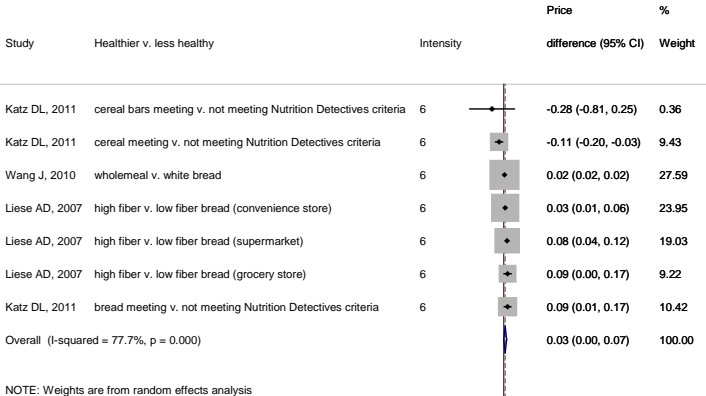 Price %
Study Healthier v. less healthy Intensity difference (95% CI) Weight
Katz DL, 2011 cereal bars meeting v. not meeting Nutrition Detectives criteria 6 -0.28 (-0.81, 0.25) 0.36
Katz DL, 2011 cereal meeting v. not meeting Nutrition Detectives criteria 6 -0.11 (-0.20, -0.03) 9.43
Wang J, 2010 wholemeal v. white bread 6 0.02 (0.02, 0.02) 27.59
Liese AD, 2007 high fiber v. low fiber bread (convenience store) 6 0.03 (0.01, 0.06) 23.95
Liese AD, 2007 high fiber v. low fiber bread (supermarket) 6 0.08 (0.04, 0.12) 19.03
Liese AD, 2007 high fiber v. low fiber bread (grocery store) 6 0.09 (0.00, 0.17) 9.22
Katz DL, 2011 bread meeting v. not meeting Nutrition Detectives criteria 6 0.09 (0.01, 0.17) 10.42
Overall (I-squared = 77.7%, p = 0.000) 0.03 (0.00, 0.07) 100.00
NOTE: Weights are from random effects analysis